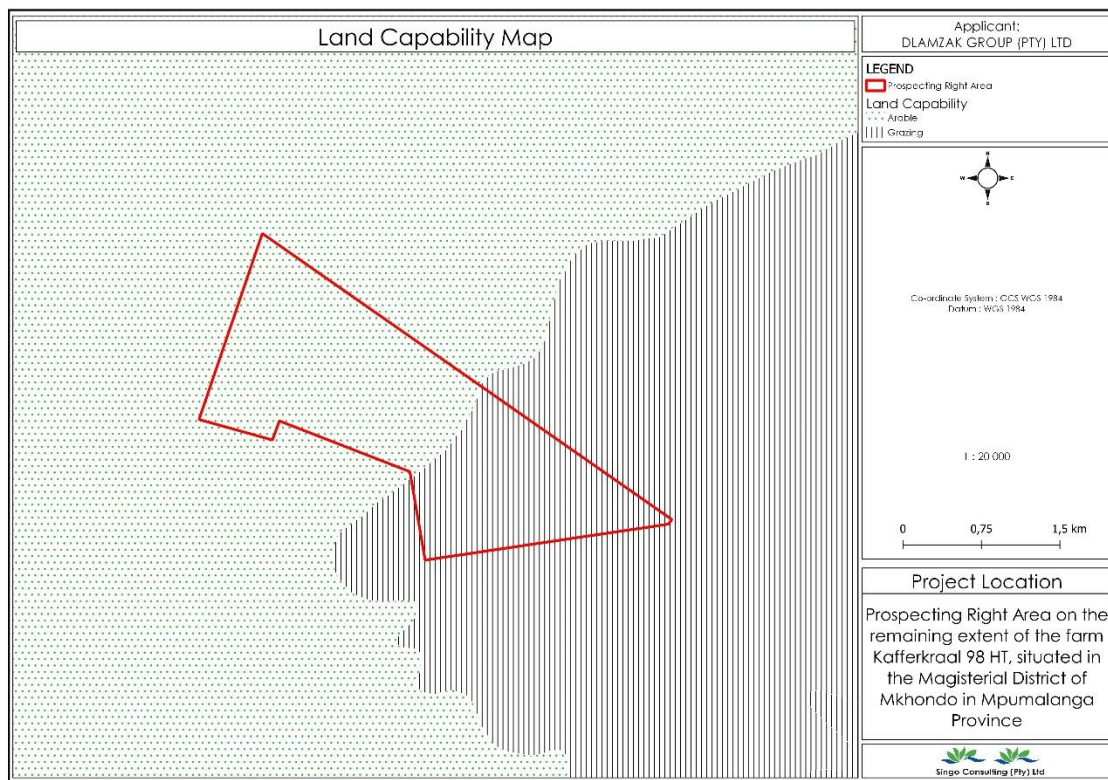 Land Capability Map
Applicant:
DLAMZAK GROUP (PTY) LTD
LEGEND
Prospecting Right Area
Land Capability
Arable
Grazing
N
W
E
S
Co-ordinate System : GCS WGS 1984
Datum : WGS 1984
1 : 20 000
0 0,75 1,5 km
Project Location
Prospecting Right Area on the
remaining extent of the farm
Kafferkraal 98 HT, situated in
the Magisterial District of
Mkhondo in Mpumalanga
Province
Singo Consulting (Pty) Ltd